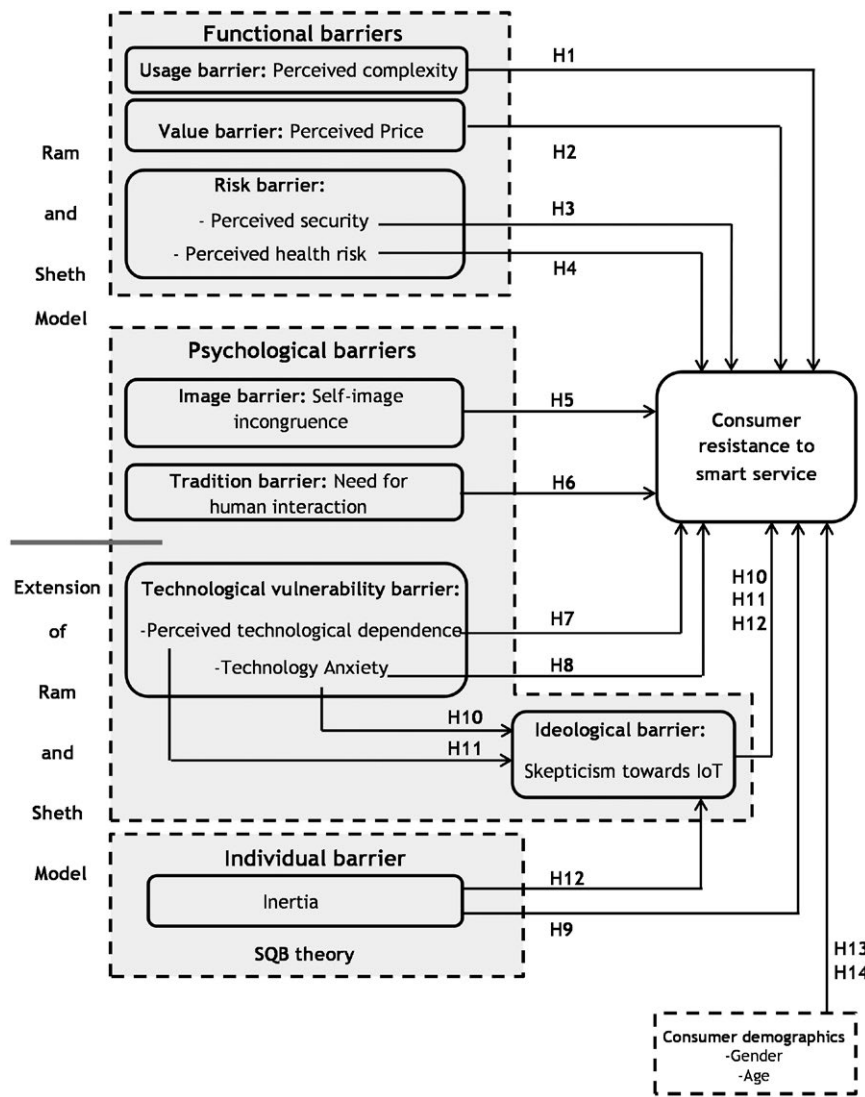 Functional barriers
Usage barrier: Perceived complexity
H1
Value barrier: Perceived Price
H2
Risk barrier:
- Perceived security
H3
- Perceived health risk
H4
Ram
and
Sheth
Model
Psychological barriers
Image barrier: Self-image
incongruence
H5
Tradition barrier: Need for
human interaction
H6
Consumer
resistance to
smart service
Extension
of
Ram
and
Sheth
Model
Technological vulnerability barrier:
-Perceived technological dependence
H7
-Technology Anxiety
H8
H10
H11
H12
H10
H11
Ideological barrier:
Skepticism towards IoT
Individual barrier
Inertia
H12
H9
SQB theory
H13
H14
Consumer demographics
-Gender
-Age